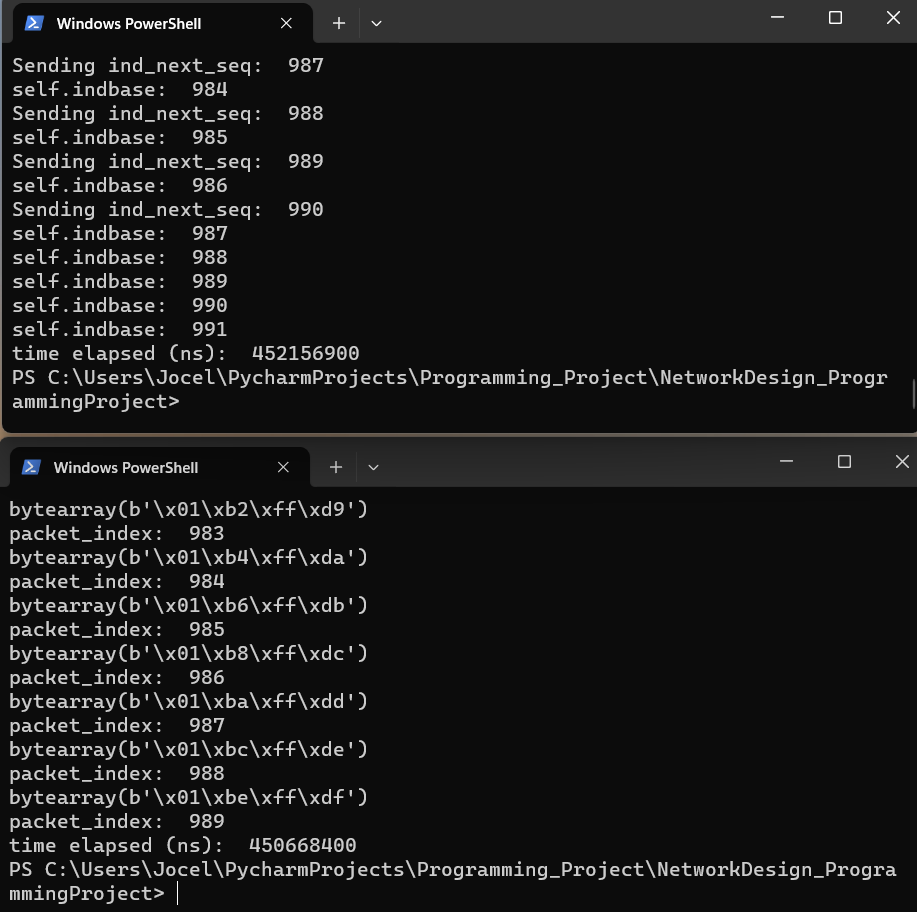 Windows PowerShell
Sending ind_next_seq:  987
self.indbase:  984
Sending ind_next_seq:  988
self.indbase:  985
Sending ind_next_seq:  989
self.indbase:  986
Sending ind_next_seq:  990
self.indbase:  987
self.indbase:  988
self.indbase:  989
self.indbase:  990
self.indbase:  991
time elapsed (ns):  452156900
PS C:\Users\Jocel\PycharmProjects\Programming_Project\NetworkDesign_Progr
ammingProject>
Windows PowerShell
bytearray(b'\x01\xb2\xff\xd9')
packet_index:  983
bytearray(b'\x01\xb4\xff\xda')
packet_index:  984
bytearray(b'\x01\xb6\xff\xdb')
packet_index:  985
bytearray(b'\x01\xb8\xff\xdc')
packet_index:  986
bytearray(b'\x01\xba\xff\xdd')
packet_index:  987
bytearray(b'\x01\xbc\xff\xde')
packet_index:  988
bytearray(b'\x01\xbe\xff\xdf')
packet_index:  989
time elapsed (ns):  450668400
PS C:\Users\Jocel\PycharmProjects\Programming_Project\NetworkDesign_Progra
mmingProject>